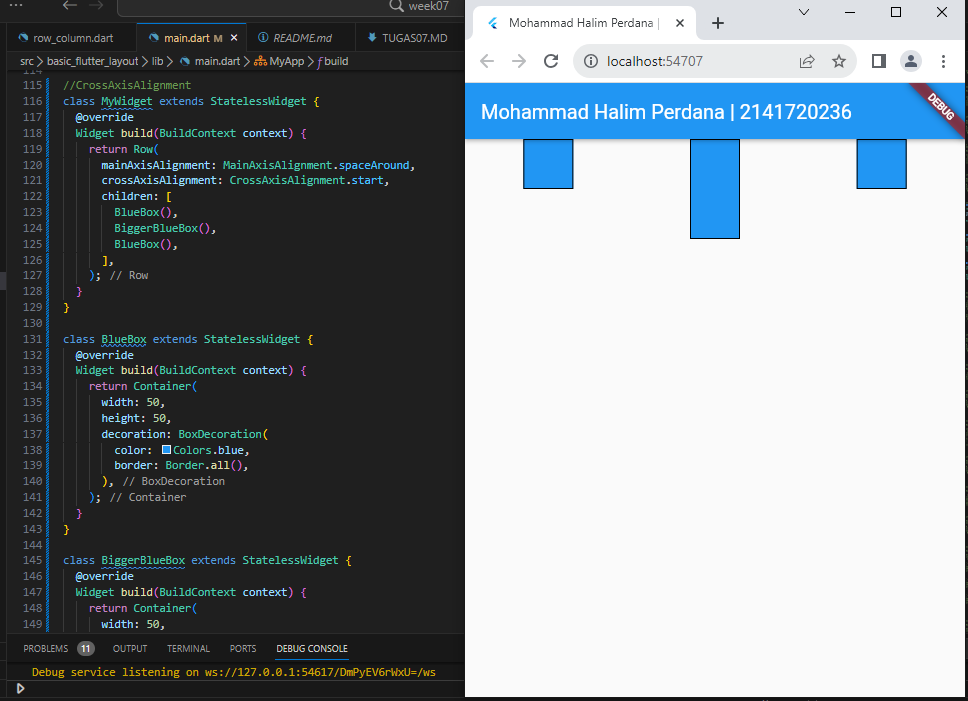 week07
row_column.dart
main.dart M
README.md
TUGAS07.MD
src > basic_flutter_layout > lib > main.dart > MyApp > build
114
115 //CrossAxisAlignment
116 class MyWidget extends StatelessWidget {
117 @override
118 Widget build(BuildContext context) {
119 return Row(
120 mainAxisAlignment: MainAxisAlignment.spaceAround,
121 crossAxisAlignment: CrossAxisAlignment.start,
122 children: [
123 BlueBox(),
124 BiggerBlueBox(),
125 BlueBox(),
126 ],
127 ); // Row
128 }
129 }
130
131 class BlueBox extends StatelessWidget {
132 @override
133 Widget build(BuildContext context) {
134 return Container(
135 width: 50,
136 height: 50,
137 decoration: BoxDecoration(
138 color: Colors.blue,
139 border: Border.all(),
140 ), // BoxDecoration
141 ); // Container
142 }
143 }
144
145 class BiggerBlueBox extends StatelessWidget {
146 @override
147 Widget build(BuildContext context) {
148 return Container(
149 width: 50,
PROBLEMS 11 OUTPUT TERMINAL PORTS DEBUG CONSOLE
Debug service listening on ws://127.0.0.1:54617/DmPyEV6rWxU=/ws
Mohammad Halim Perdana |
localhost:54707
Mohammad Halim Perdana | 2141720236
DEBUG